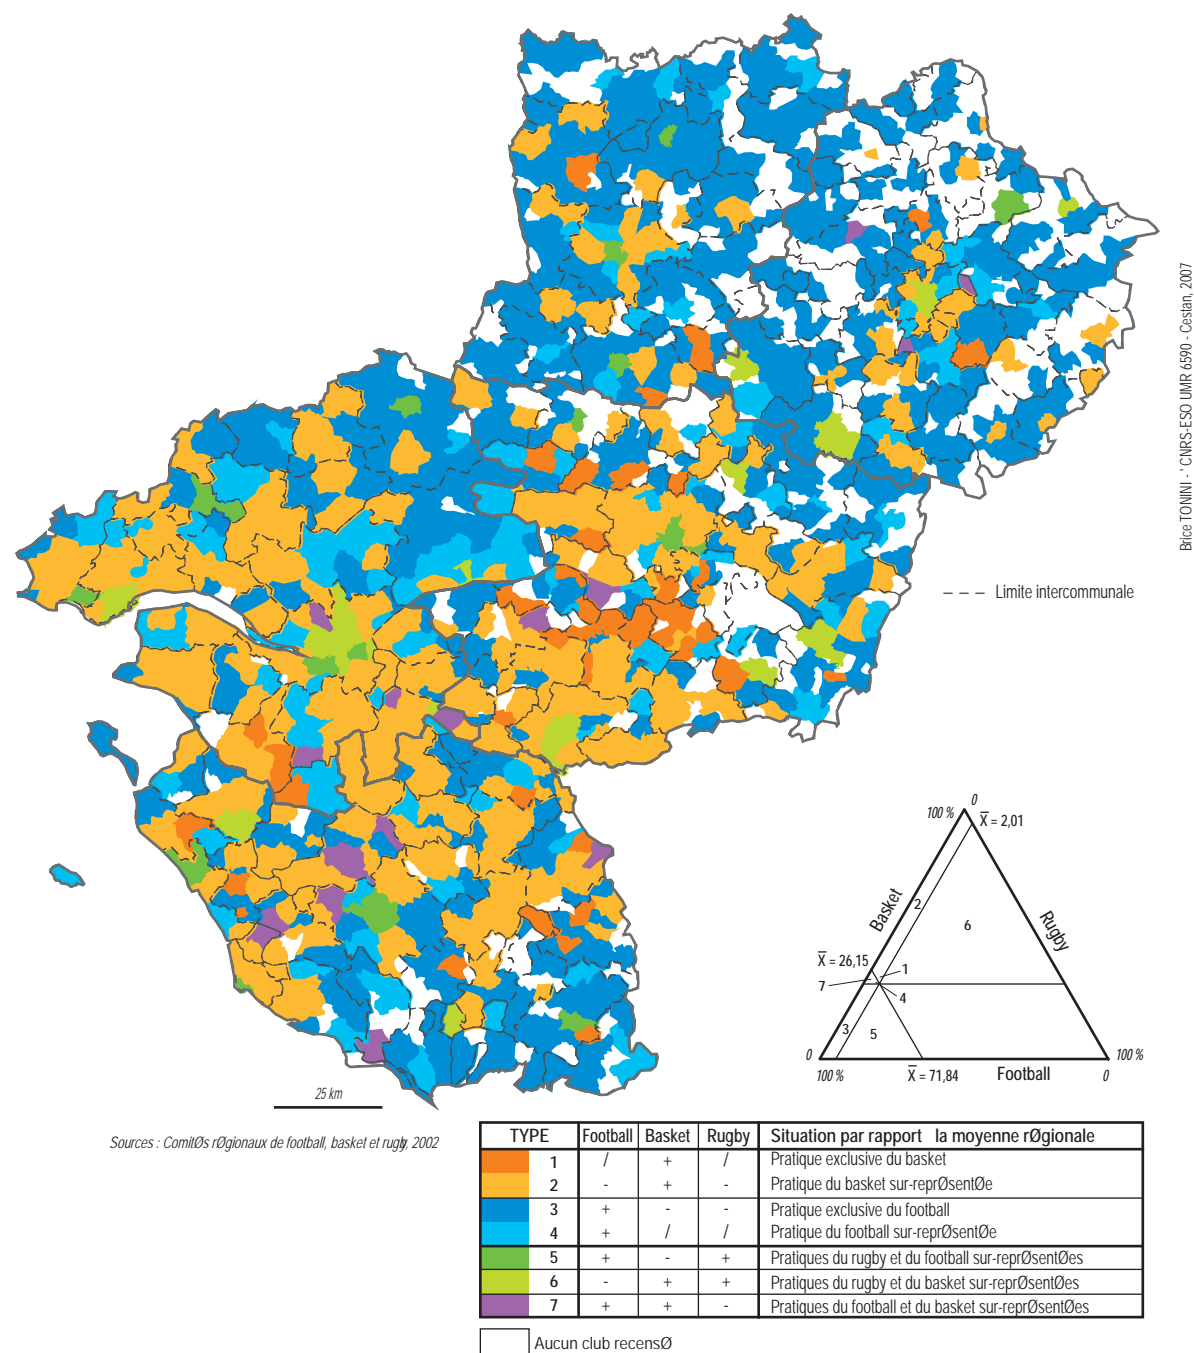 Brice TONINI - ' CNRS-ESO UMR 6590 - Cestan, 2007
Limite intercommunale
0
100 %
X = 2,01
Basket
2
6
Rugby
X = 26,15
1
7
4
3
5
0
100 %
100 %
X = 71,84
Football
0
25 km
Sources : ComitØs rØgionaux de football, basket et rugby, 2002
TYPE Football Basket Rugby Situation par rapport la moyenne rØgionale
1 / + / Pratique exclusive du basket
2 - + - Pratique du basket sur-reprØsentØe
3 + - - Pratique exclusive du football
4 + / / Pratique du football sur-reprØsentØe
5 + - + Pratiques du rugby et du football sur-reprØsentØes
6 - + + Pratiques du rugby et du basket sur-reprØsentØes
7 + + - Pratiques du football et du basket sur-reprØsentØes
Aucun club recensØ